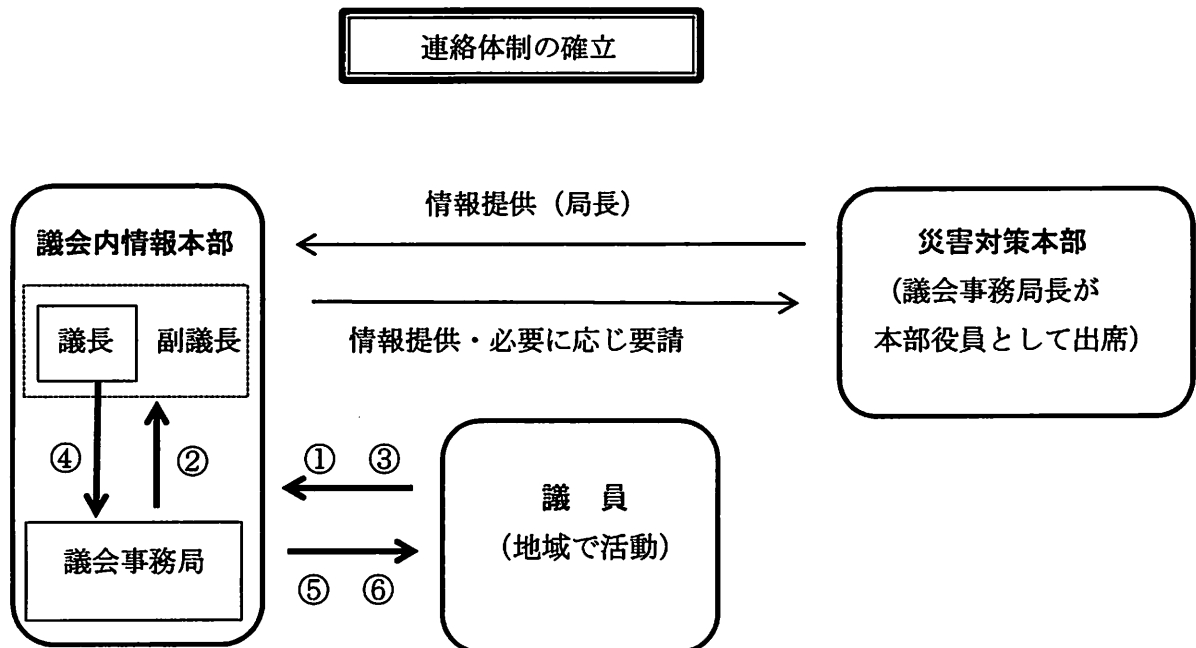 連絡体制の確立
情報提供（局長）
議会内情報本部
災害対策本部
（議会事務局長が
本部役員として出席）
議長
副議長
情報提供・必要に応じ要請
④
②
①
③
議員
（地域で活動）
議会事務局
⑤
⑥